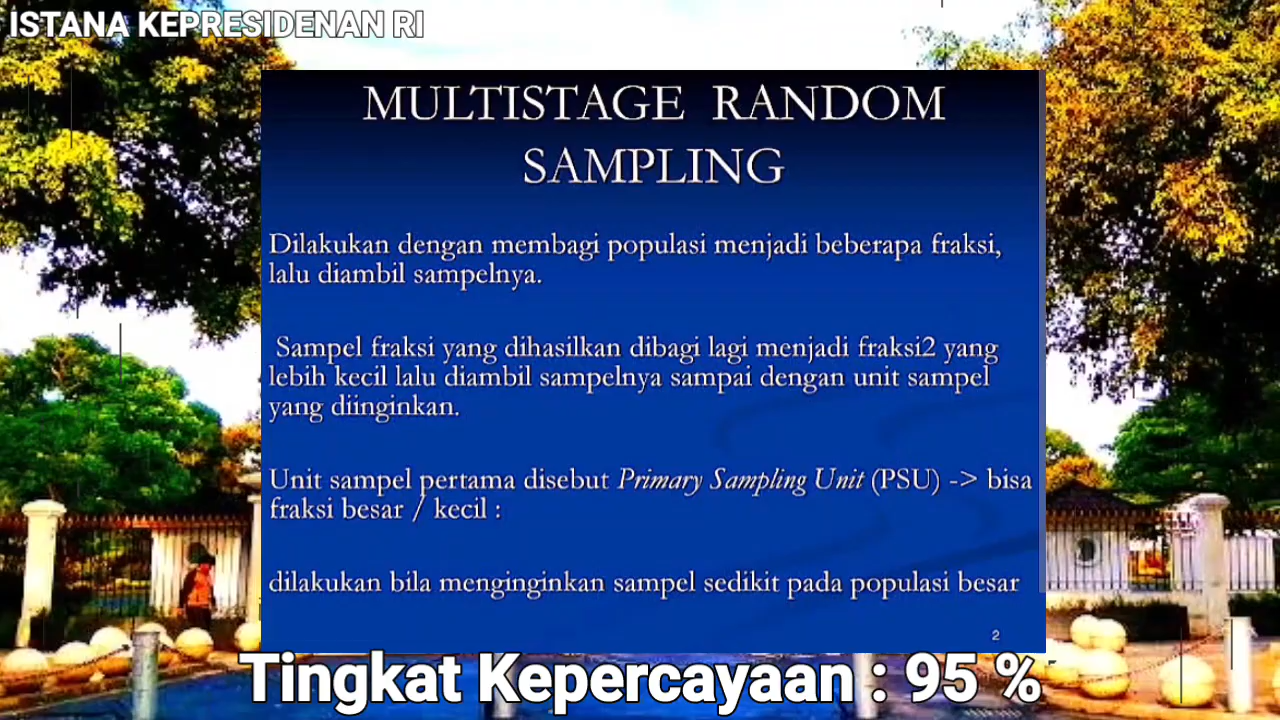 ISTANA KEPRESIDENAN RI
MULTISTAGE RANDOM
SAMPLING
Dilakukan dengan membagi populasi menjadi beberapa fraksi,
lalu diambil sampelnya.
Sampel fraksi yang dihasilkan dibagi lagi menjadi fraksi2 yang
lebih kecil lalu diambil sampelnya sampai dengan unit sampel
yang diinginkan.
Unit sampel pertama disebut Primary Sampling Unit (PSU) -> bisa
fraksi besar / kecil :
dilakukan bila menginginkan sampel sedikit pada populasi besar
2
Tingkat Kepercayaan : 95 %